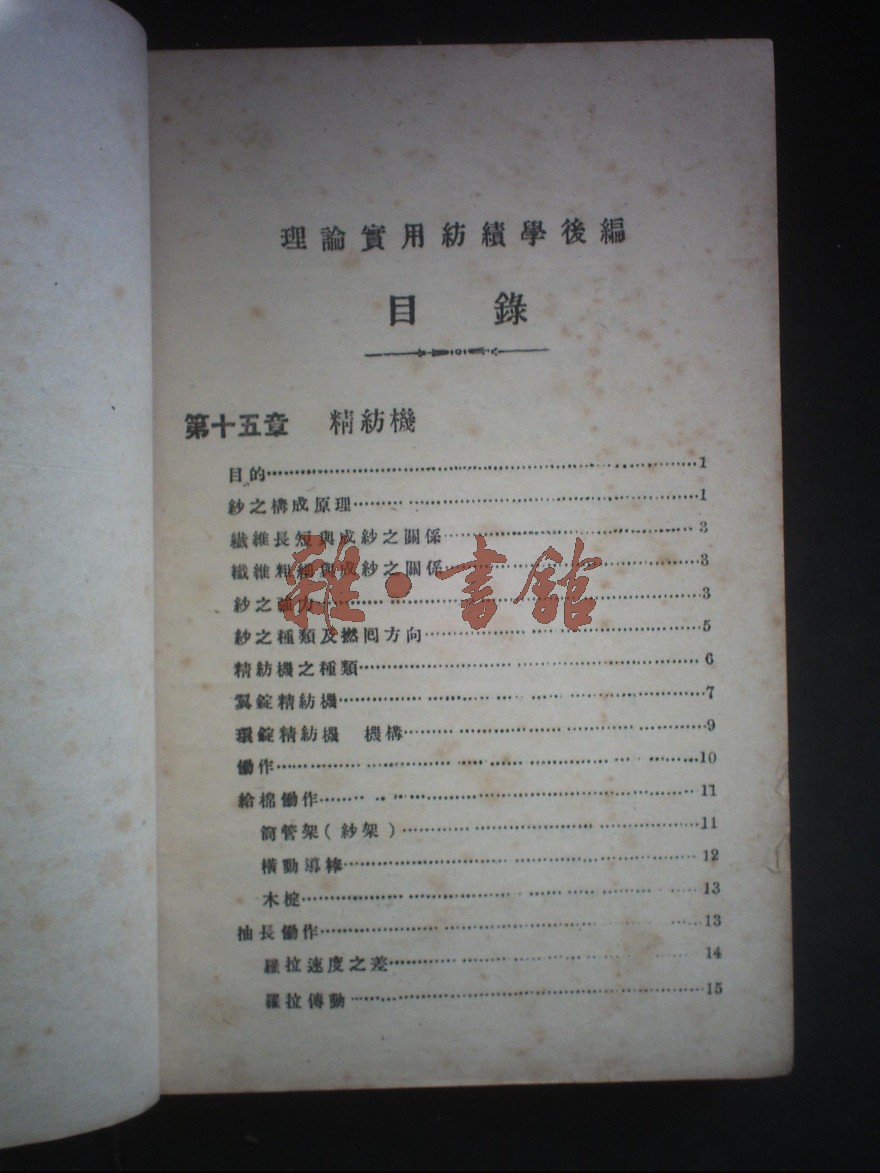 理論實用紡績學後編
目錄
第十五章 精紡機
目的……1
紗之構成原理……1
纖維長短與成紗之關係……3
纖維粗細與成紗之關係……3
紗之強力……3
紗之種類及撚囘方向……5
精紡機之種類……6
翼錠精紡機……7
環錠精紡機 機構……9
働作……10
給棉働作……11
筒管架(紗架)……11
橫動導棒……12
木椗……13
抽長働作……13
羅拉速度之差……14
羅拉傳動……15
雜·書館